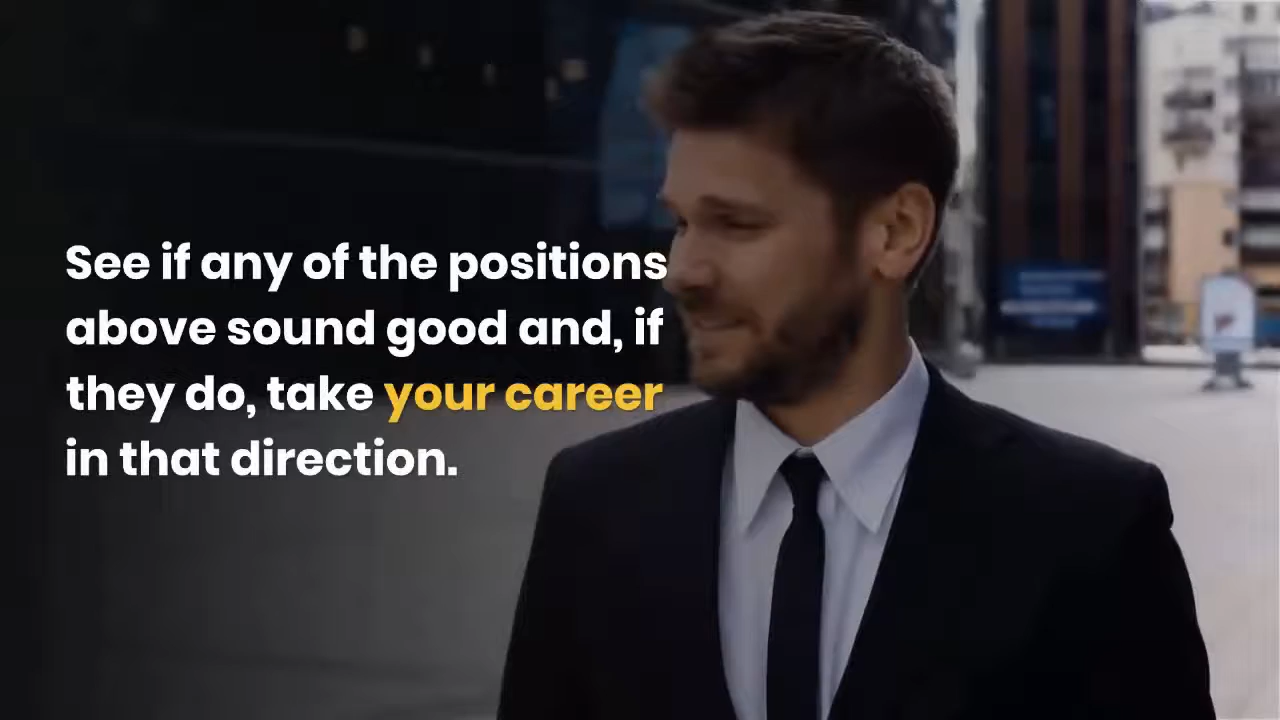 See if any of the positions
above sound good and, if
they do, take your career
in that direction.